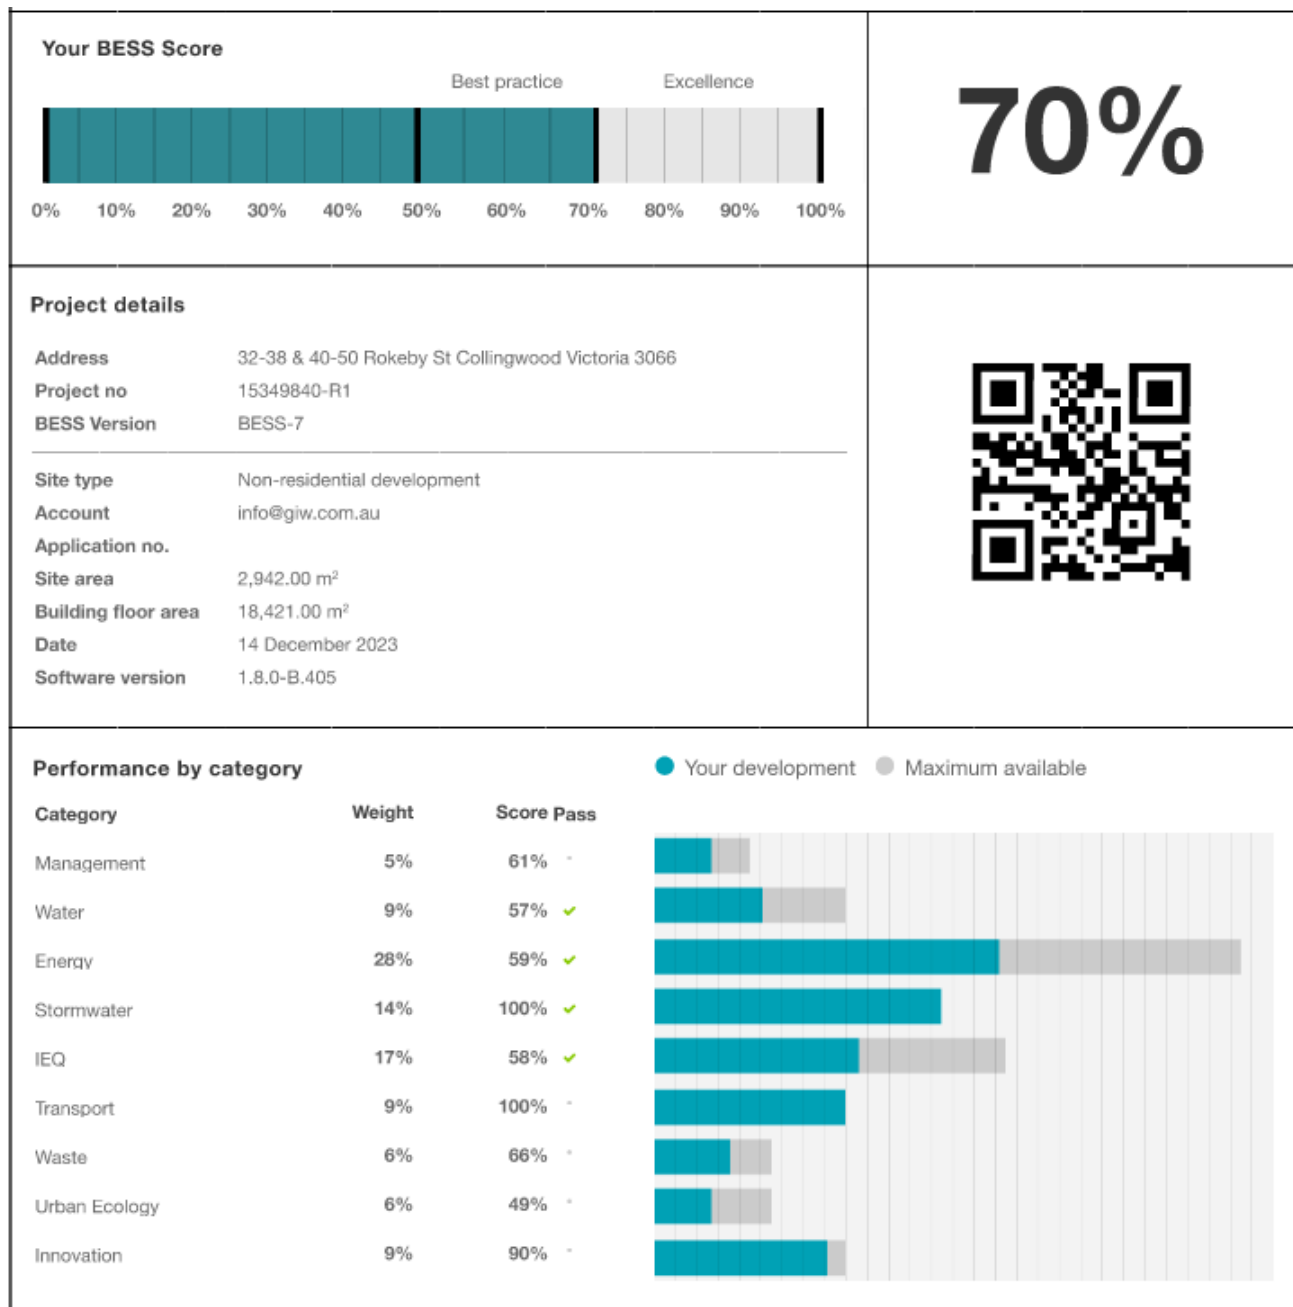 Your BESS Score
Best practice Excellence
0% 10% 20% 30% 40% 50% 60% 70% 80% 90% 100%
70%
Project details
Address 32-38 & 40-50 Rokeby St Collingwood Victoria 3066
Project no 15349840-R1
BESS Version BESS-7
Site type Non-residential development
Account info@giw.com.au
Application no.
Site area 2,942.00 m²
Building floor area 18,421.00 m²
Date 14 December 2023
Software version 1.8.0-B.405
Performance by category
Your development Maximum available
Category Weight Score Pass
Management 5% 61% -
Water 9% 57% ✓
Energy 28% 59% ✓
Stormwater 14% 100% ✓
IEQ 17% 58% ✓
Transport 9% 100% -
Waste 6% 66% -
Urban Ecology 6% 49% -
Innovation 9% 90% -